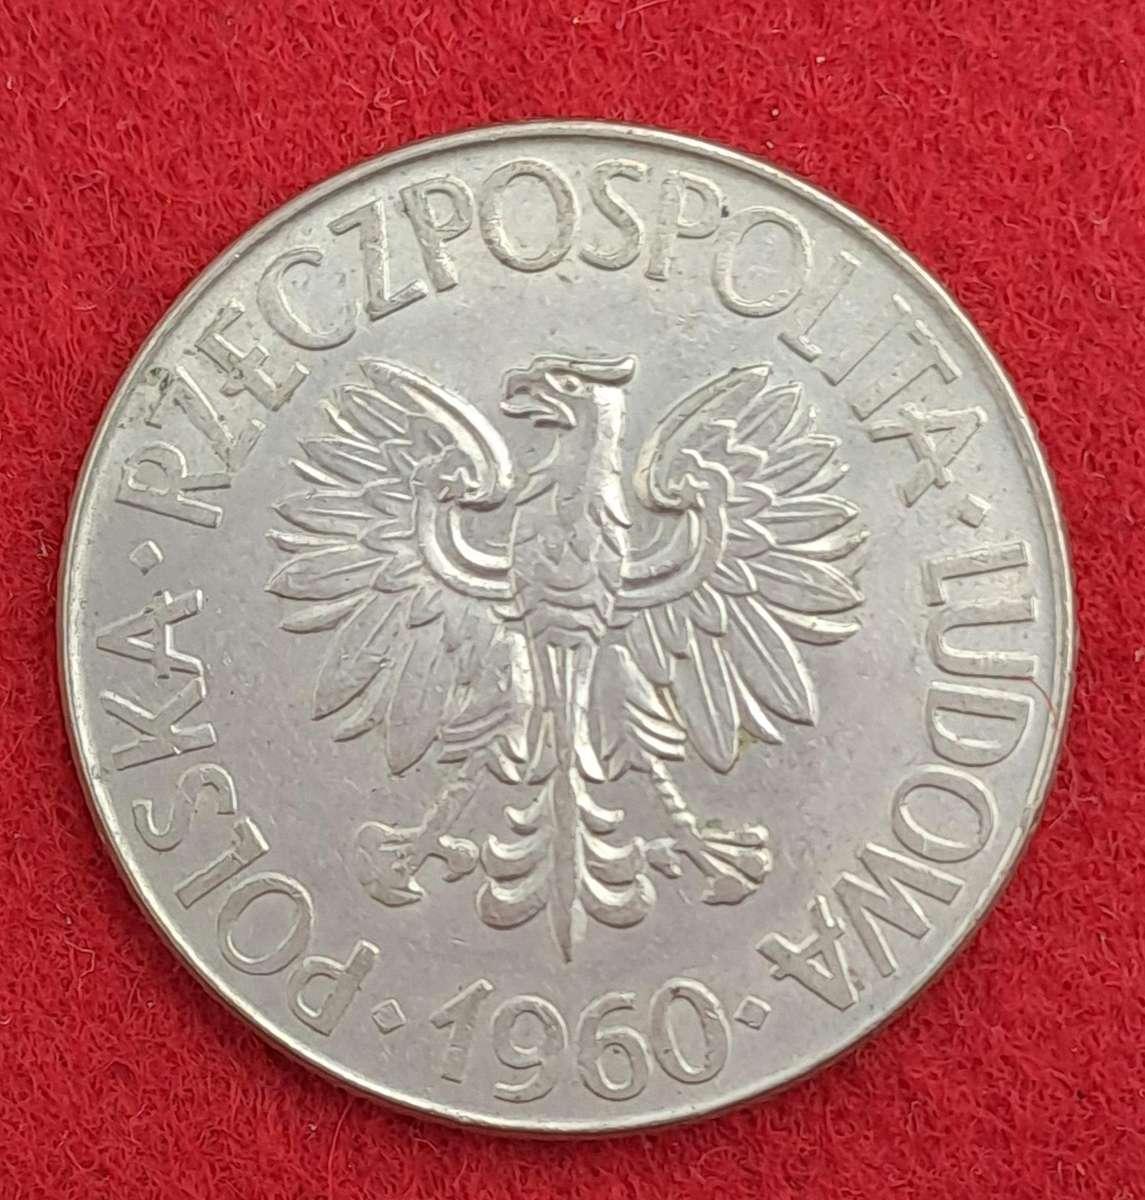 POLSKA · RZECZPOSPOLITA · LUDOWA
· 1960 ·